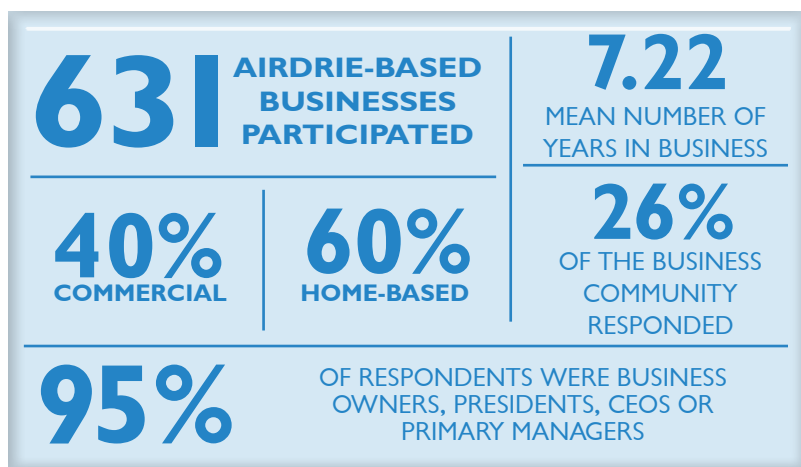 631
AIRDRIE-BASED
BUSINESSES
PARTICIPATED
7.22
MEAN NUMBER OF
YEARS IN BUSINESS
40%
COMMERCIAL
60%
HOME-BASED
26%
OF THE BUSINESS
COMMUNITY
RESPONDED
95%
OF RESPONDENTS WERE BUSINESS
OWNERS, PRESIDENTS, CEOS OR
PRIMARY MANAGERS